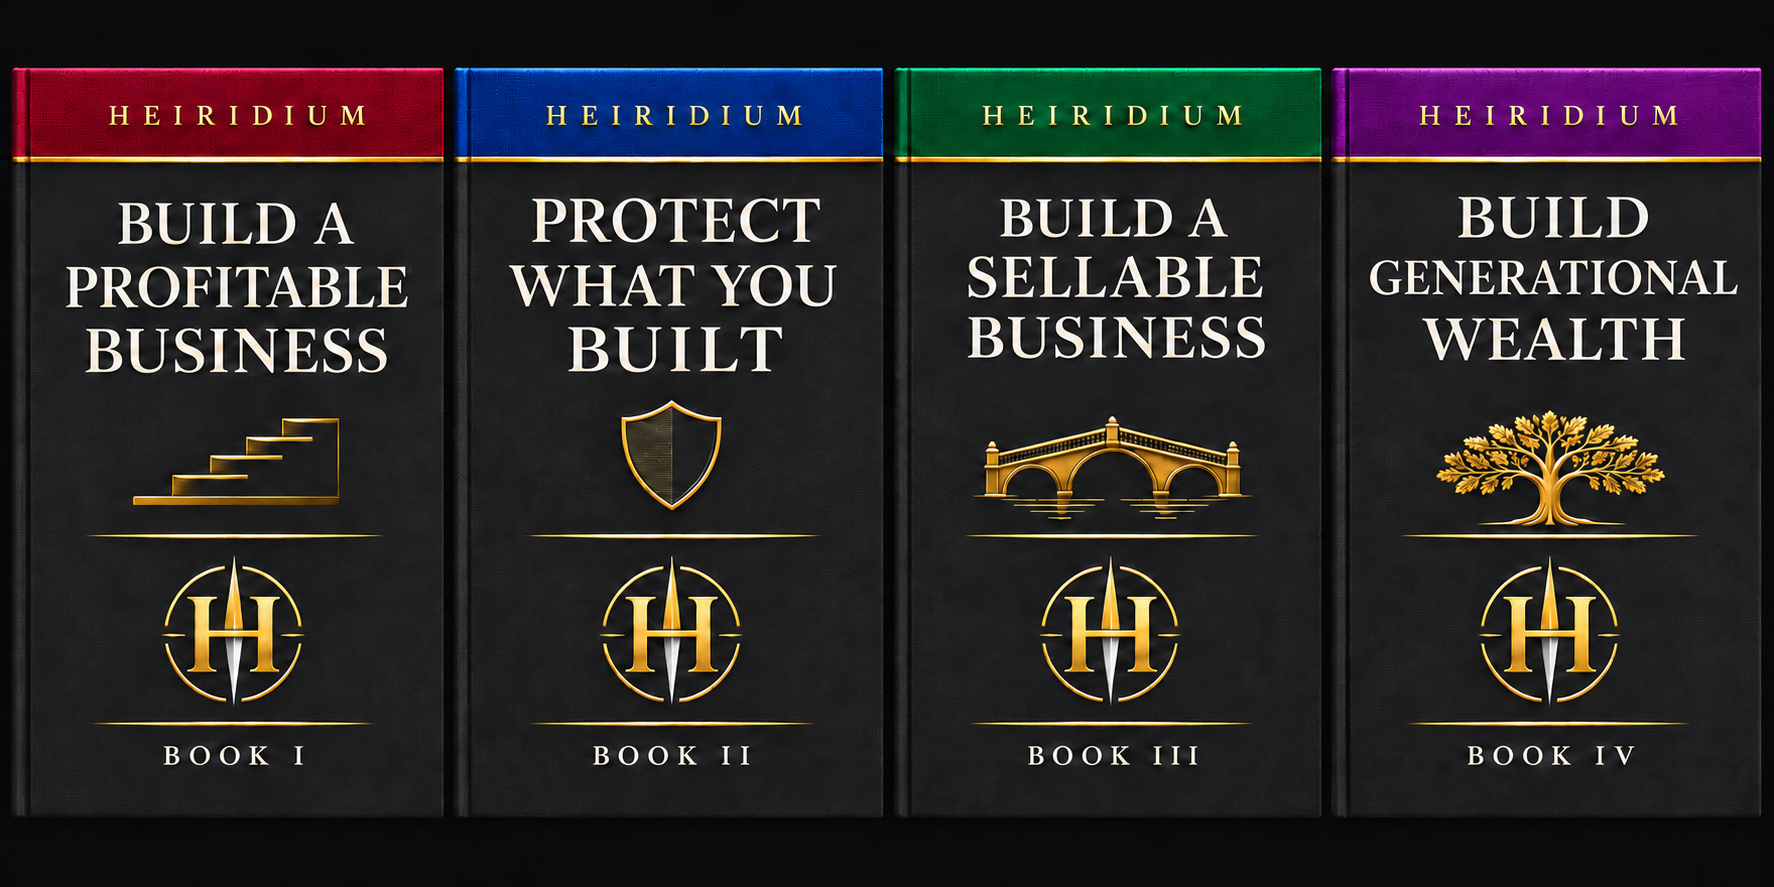 HEIRIDIUM
BUILD A
PROFITABLE
BUSINESS
H
BOOK I
HEIRIDIUM
PROTECT
WHAT YOU
BUILT
H
BOOK II
HEIRIDIUM
BUILD A
SELLABLE
BUSINESS
H
BOOK III
HEIRIDIUM
BUILD
GENERATIONAL
WEALTH
H
BOOK IV